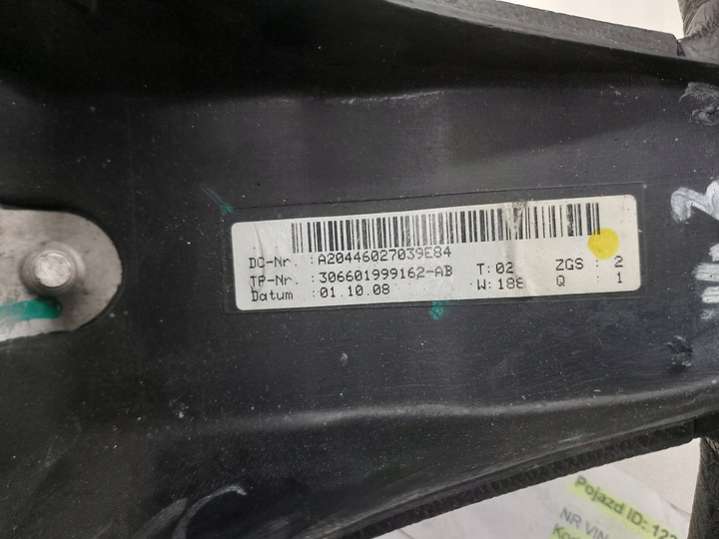 DC-Nr. :A20446027039E84
TP-Nr. :306601999162-AB T:02 ZGS : 2
Datum :01.10.08 W:188 Q : 1
Pojazd ID:
NR VIN